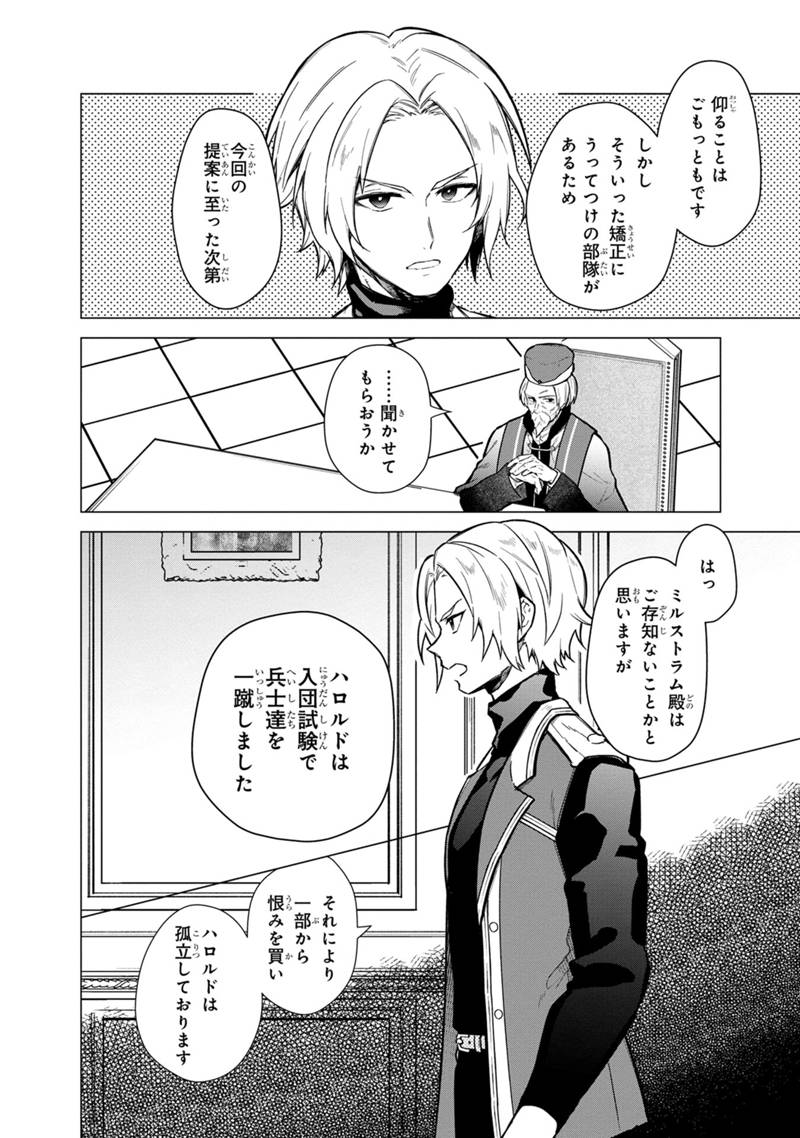 仰ることは
ごもっともです
しかし
そういった矯正に
うってつけの部隊が
あるため
今回の
提案に至った次第
……聞かせて
もらおうか
はっ
ミルストラム殿は
ご存知ないことかと
思いますが
ハロルドは
入団試験で
兵士達を
一蹴しました
それにより
一部から
恨みを買い
ハロルドは
孤立しております